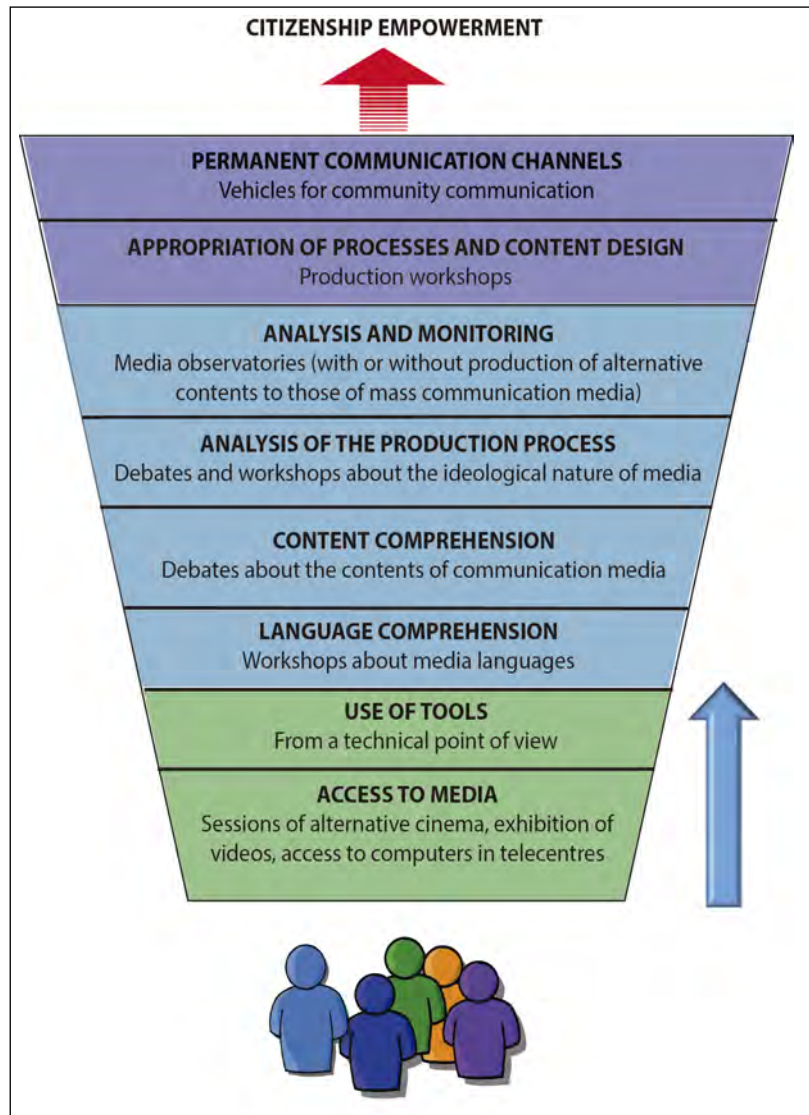 CITIZENSHIP EMPOWERMENT
PERMANENT COMMUNICATION CHANNELS
Vehicles for community communication
APPROPRIATION OF PROCESSES AND CONTENT DESIGN
Production workshops
ANALYSIS AND MONITORING
Media observatories (with or without production of alternative
contents to those of mass communication media)
ANALYSIS OF THE PRODUCTION PROCESS
Debates and workshops about the ideological nature of media
CONTENT COMPREHENSION
Debates about the contents of communication media
LANGUAGE COMPREHENSION
Workshops about media languages
USE OF TOOLS
From a technical point of view
ACCESS TO MEDIA
Sessions of alternative cinema, exhibition of
videos, access to computers in telecentres